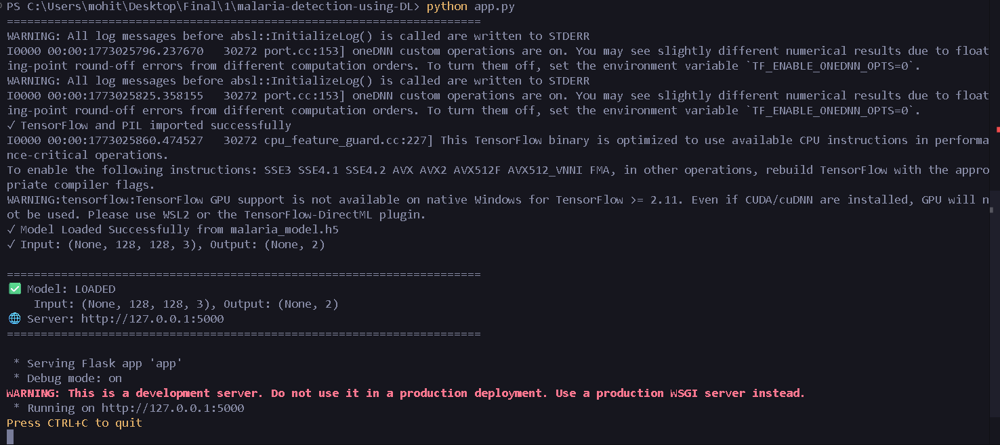 PS C:\Users\mohit\Desktop\Final\1\malaria-detection-using-DL> python app.py
======================================================================
WARNING: All log messages before absl::InitializeLog() is called are written to STDERR
I0000 00:00:1773025796.237670   30272 port.cc:153] oneDNN custom operations are on. You may see slightly different numerical results due to float
ing-point round-off errors from different computation orders. To turn them off, set the environment variable `TF_ENABLE_ONEDNN_OPTS=0`.
WARNING: All log messages before absl::InitializeLog() is called are written to STDERR
I0000 00:00:1773025825.358155   30272 port.cc:153] oneDNN custom operations are on. You may see slightly different numerical results due to float
ing-point round-off errors from different computation orders. To turn them off, set the environment variable `TF_ENABLE_ONEDNN_OPTS=0`.
✓ TensorFlow and PIL imported successfully
I0000 00:00:1773025860.474527   30272 cpu_feature_guard.cc:227] This TensorFlow binary is optimized to use available CPU instructions in performa
nce-critical operations.
To enable the following instructions: SSE3 SSE4.1 SSE4.2 AVX AVX2 AVX512F AVX512_VNNI FMA, in other operations, rebuild TensorFlow with the appro
priate compiler flags.
WARNING:tensorflow:TensorFlow GPU support is not available on native Windows for TensorFlow >= 2.11. Even if CUDA/cuDNN are installed, GPU will n
ot be used. Please use WSL2 or the TensorFlow-DirectML plugin.
✓ Model Loaded Successfully from malaria_model.h5
✓ Input: (None, 128, 128, 3), Output: (None, 2)
======================================================================
✅ Model: LOADED
    Input: (None, 128, 128, 3), Output: (None, 2)
🌐 Server: http://127.0.0.1:5000
======================================================================
 * Serving Flask app 'app'
 * Debug mode: on
WARNING: This is a development server. Do not use it in a production deployment. Use a production WSGI server instead.
 * Running on http://127.0.0.1:5000
Press CTRL+C to quit